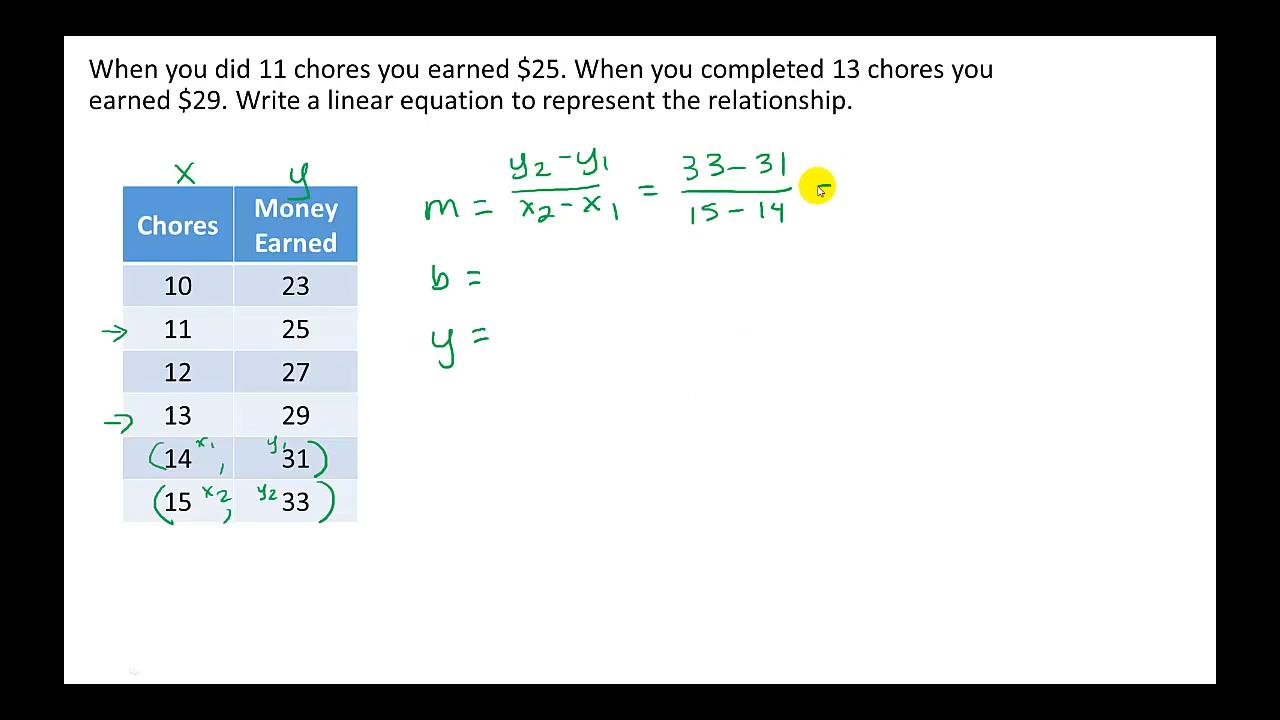 When you did 11 chores you earned $25. When you completed 13 chores you
earned $29. Write a linear equation to represent the relationship.
x y
Chores Money Earned
10 23
→ 11 25
12 27
→ 13 29
(14 x₁, y₁ 31)
(15 x₂, y₂ 33)
m = y₂ - y₁ / x₂ - x₁ = 33 - 31 / 15 - 14 =
b =
y =